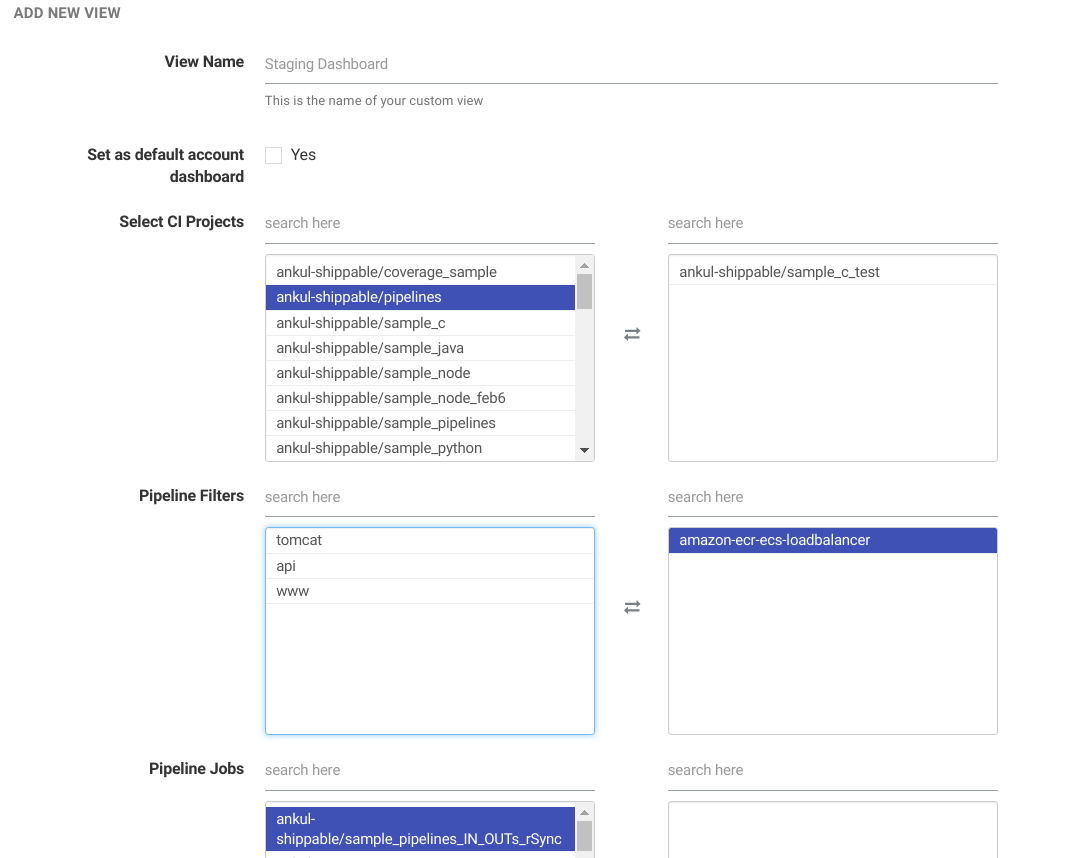 ADD NEW VIEW
View Name
Staging Dashboard
This is the name of your custom view
Set as default account
dashboard
Yes
Select CI Projects
search here
search here
ankul-shippable/coverage_sample
ankul-shippable/pipelines
ankul-shippable/sample_c
ankul-shippable/sample_java
ankul-shippable/sample_node
ankul-shippable/sample_node_feb6
ankul-shippable/sample_pipelines
ankul-shippable/sample_python
ankul-shippable/sample_c_test
Pipeline Filters
search here
search here
tomcat
api
www
amazon-ecr-ecs-loadbalancer
Pipeline Jobs
search here
search here
ankul-
shippable/sample_pipelines_IN_OUTs_rSync